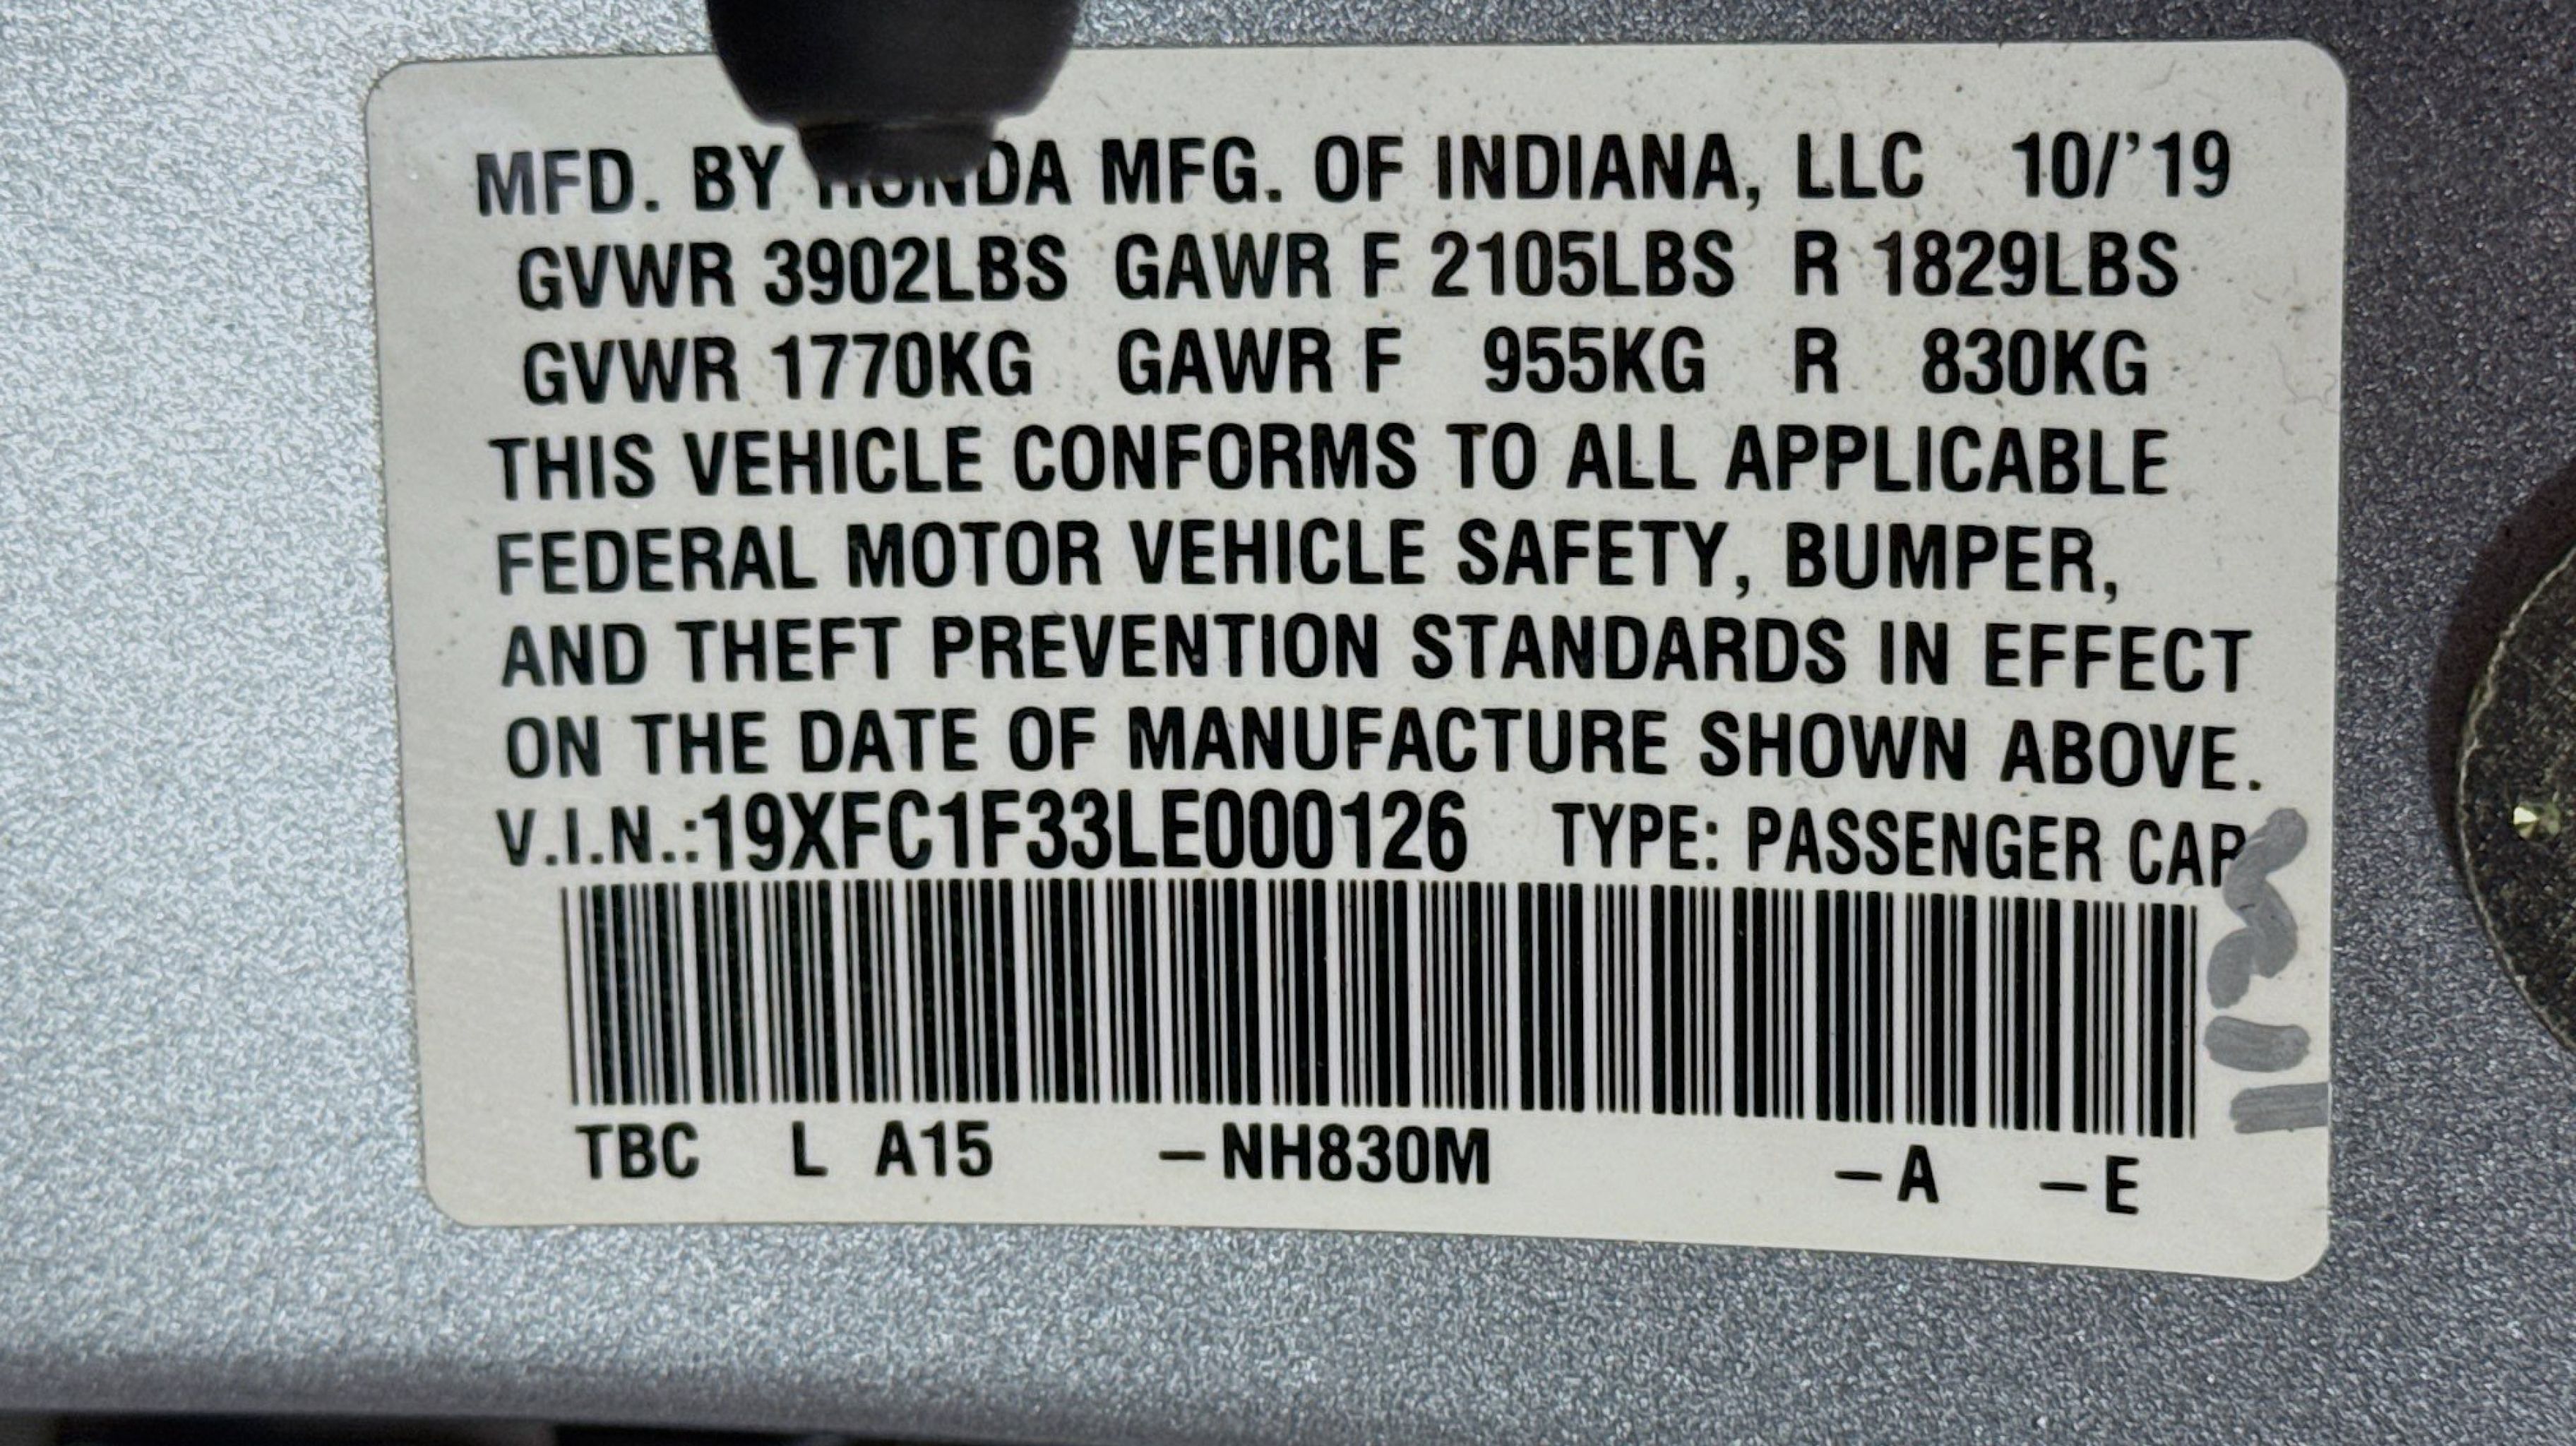 MFD. BY HONDA MFG. OF INDIANA, LLC 10/'19
GVWR 3902LBS GAWR F 2105LBS R 1829LBS
GVWR 1770KG GAWR F 955KG R 830KG
THIS VEHICLE CONFORMS TO ALL APPLICABLE
FEDERAL MOTOR VEHICLE SAFETY, BUMPER,
AND THEFT PREVENTION STANDARDS IN EFFECT
ON THE DATE OF MANUFACTURE SHOWN ABOVE.
V.I.N.:19XFC1F33LE000126 TYPE: PASSENGER CAR
TBC L A15 –NH830M –A –E